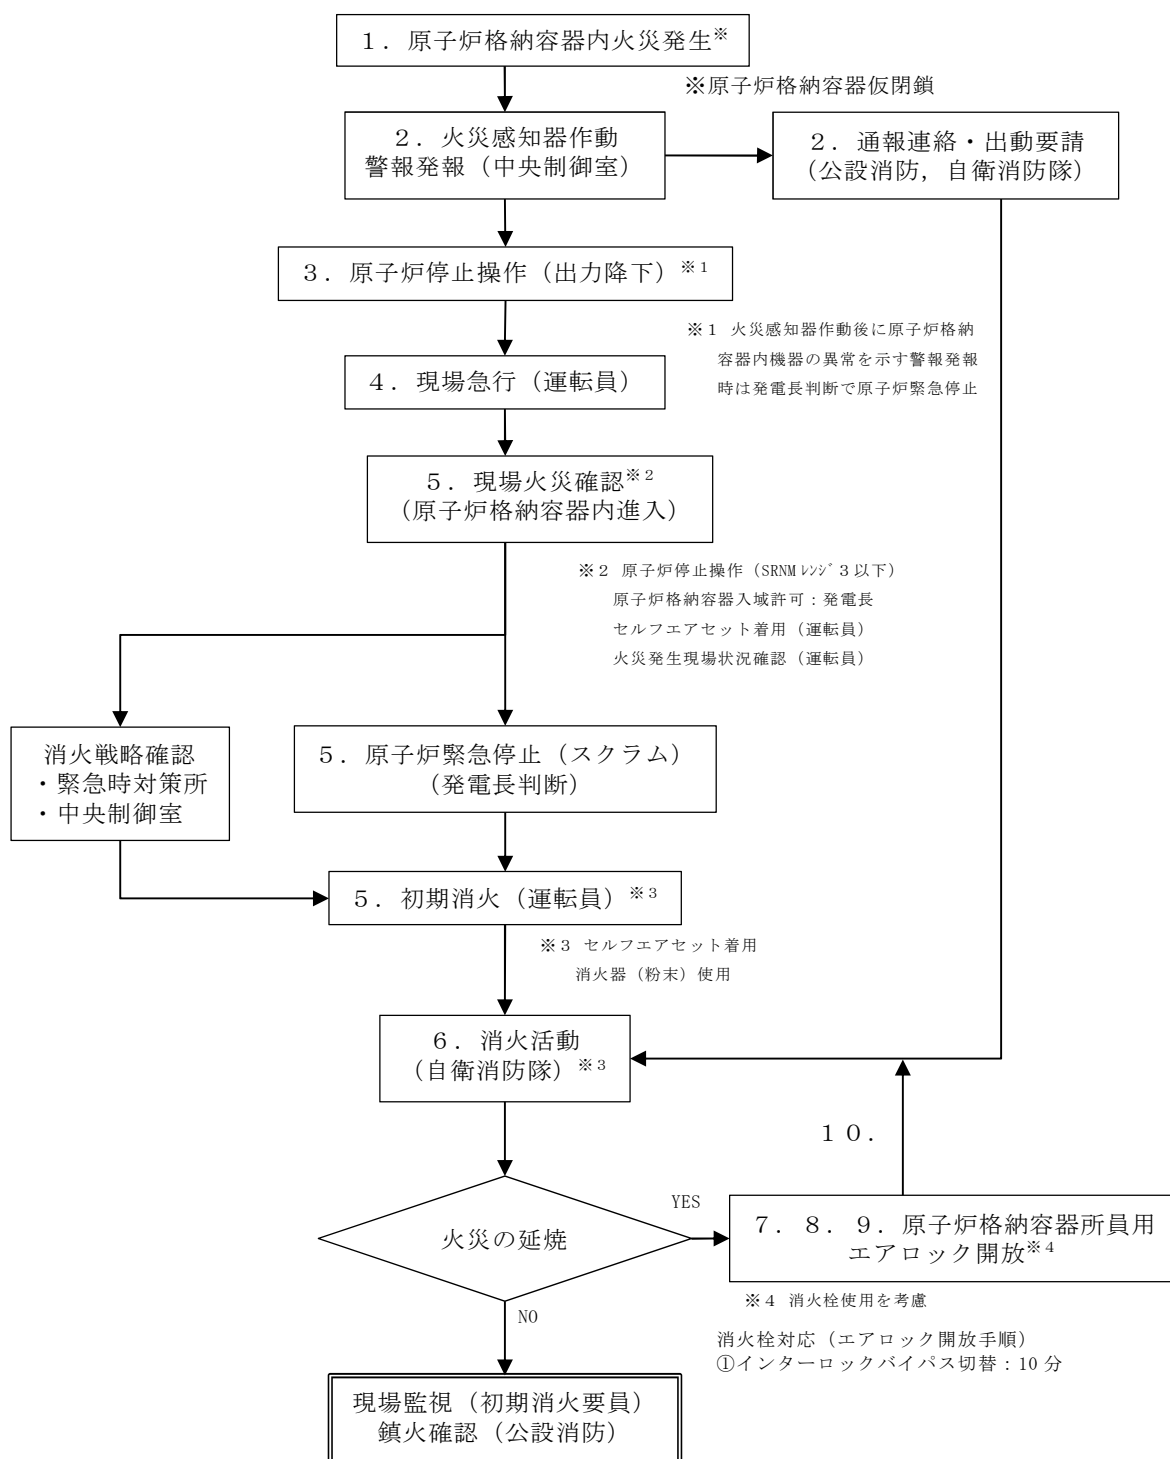 １．原子炉格納容器内火災発生※
※原子炉格納容器仮閉鎖
２．火災感知器作動
警報発報（中央制御室）
２．通報連絡・出動要請
（公設消防，自衛消防隊）
３．原子炉停止操作（出力降下）※１
※１ 火災感知器作動後に原子炉格納
容器内機器の異常を示す警報発報
時は発電長判断で原子炉緊急停止
４．現場急行（運転員）
５．現場火災確認※２
（原子炉格納容器内進入）
※２ 原子炉停止操作（SRNMﾚﾝｼﾞ３以下）
原子炉格納容器入域許可：発電長
セルフエアセット着用（運転員）
火災発生現場状況確認（運転員）
消火戦略確認
・緊急時対策所
・中央制御室
５．原子炉緊急停止（スクラム）
（発電長判断）
５．初期消火（運転員）※３
※３ セルフエアセット着用
消火器（粉末）使用
６．消火活動
（自衛消防隊）※３
１０．
火災の延焼
YES
７．８．９．原子炉格納容器所員用
エアロック開放※４
※４ 消火栓使用を考慮
NO
消火栓対応（エアロック開放手順）
①インターロックバイパス切替：10 分
現場監視（初期消火要員）
鎮火確認（公設消防）